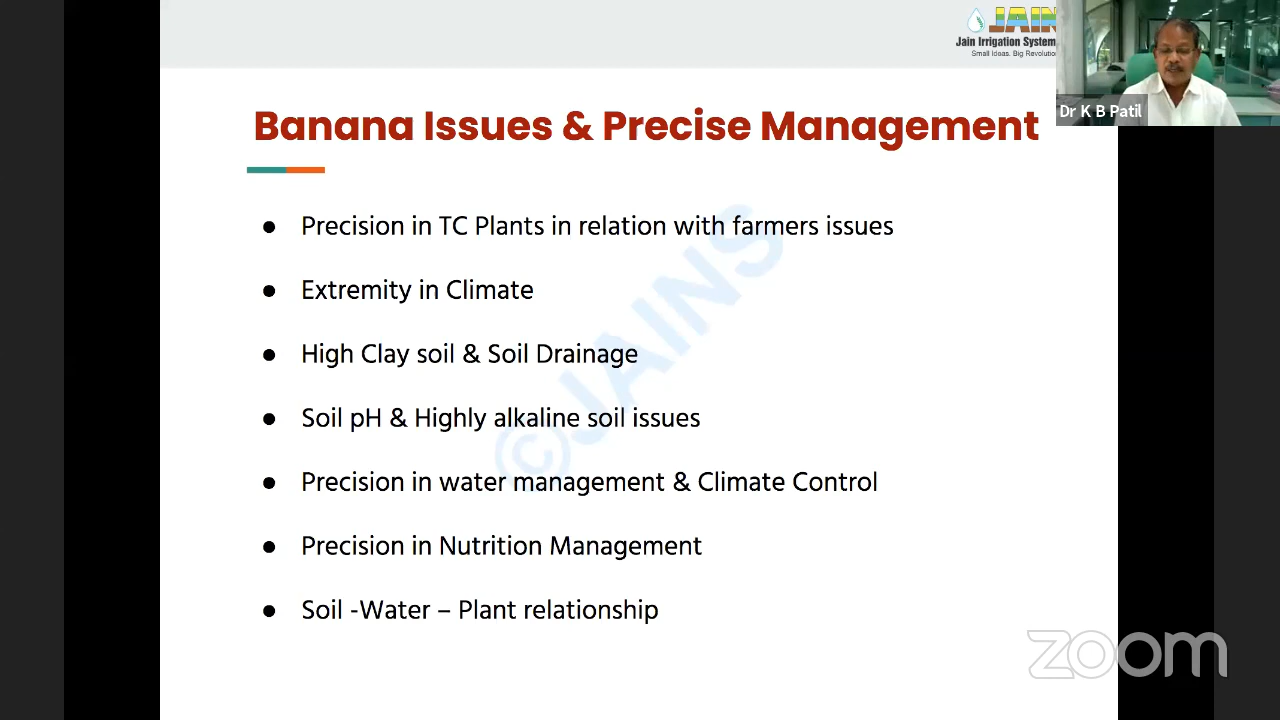 JAIN
Jain Irrigation System
Small Ideas. Big Revolution
Dr K B Patil
Banana Issues & Precise Management
● Precision in TC Plants in relation with farmers issues
● Extremity in Climate
● High Clay soil & Soil Drainage
● Soil pH & Highly alkaline soil issues
● Precision in water management & Climate Control
● Precision in Nutrition Management
● Soil -Water – Plant relationship
©JAINS
zoom